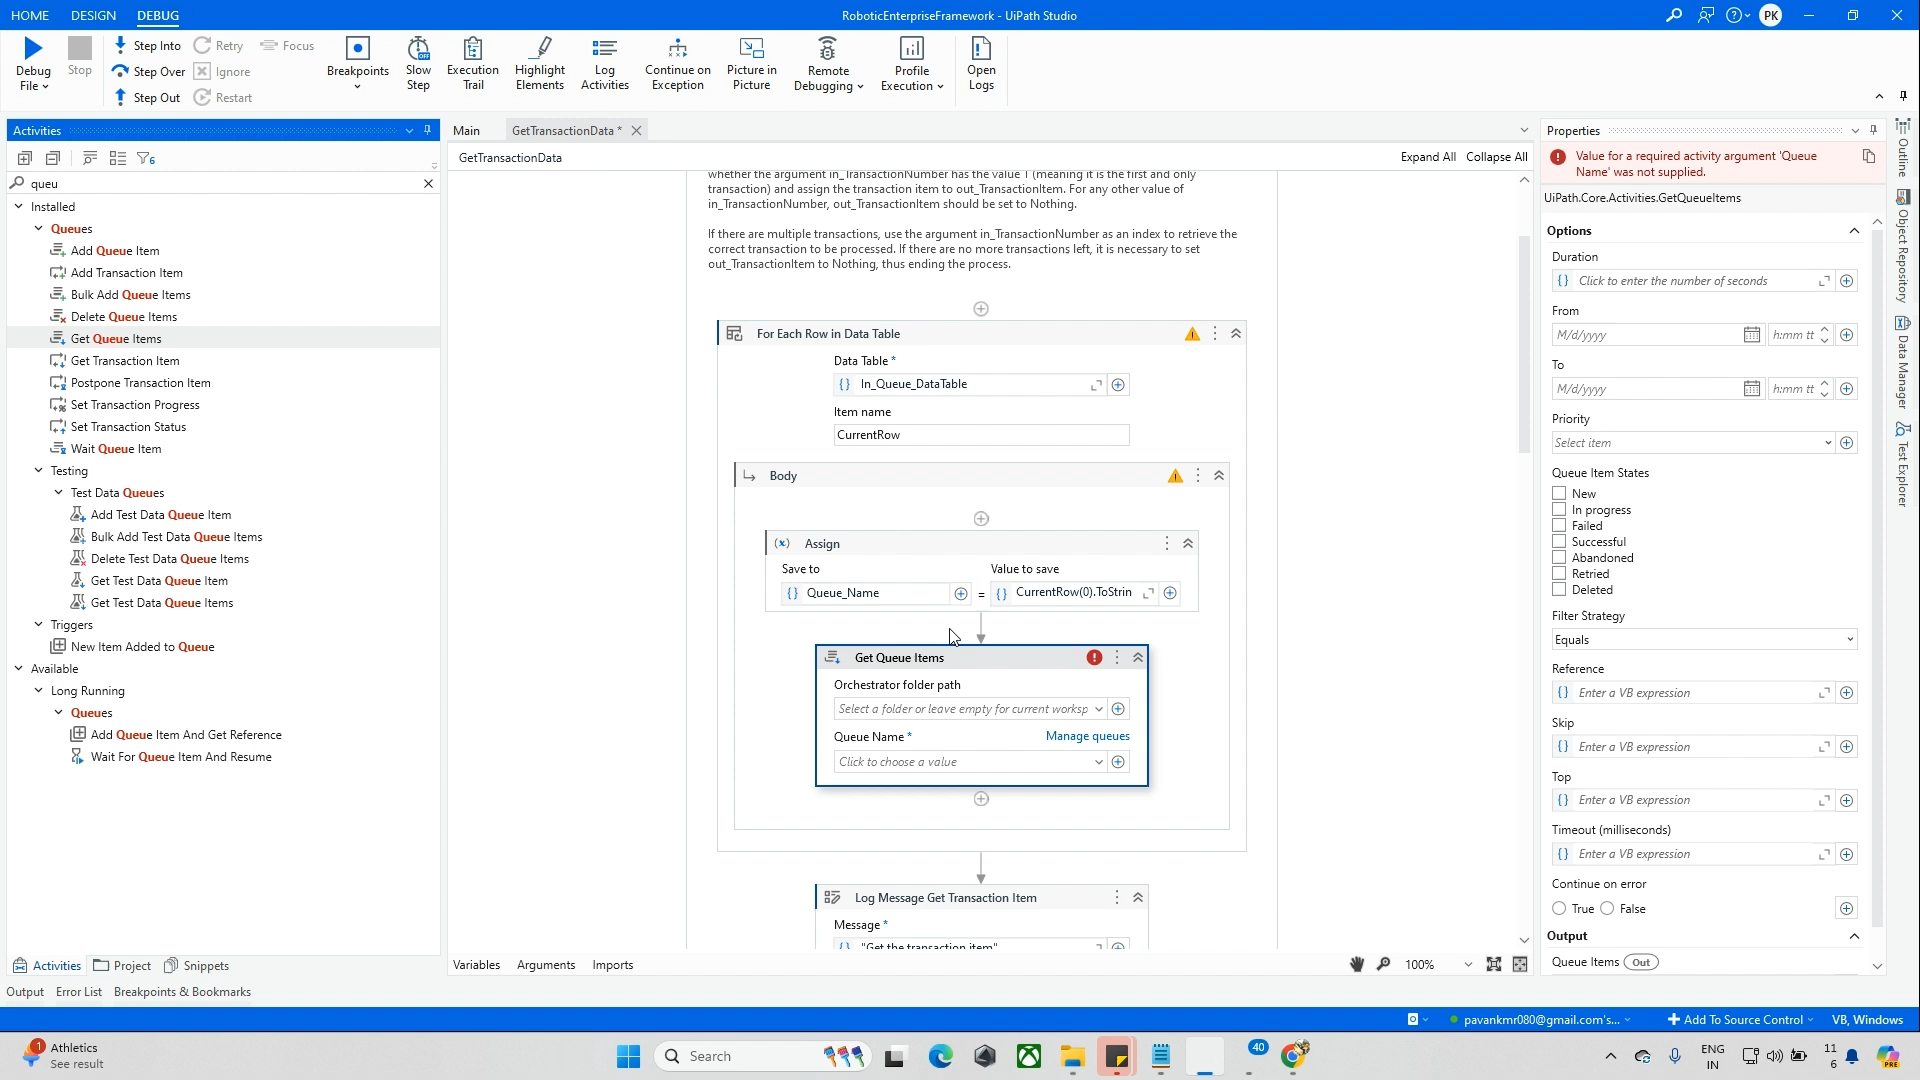 HOME DESIGN DEBUG
RoboticEnterpriseFramework - UiPath Studio
PK
Debug File
Stop
Step Into
Step Over
Step Out
Retry
Ignore
Restart
Focus
Breakpoints
Slow Step
Execution Trail
Highlight Elements
Log Activities
Continue on Exception
Picture in Picture
Remote Debugging
Profile Execution
Open Logs
Activities
queu
Installed
Queues
Add Queue Item
Add Transaction Item
Bulk Add Queue Items
Delete Queue Items
Get Queue Items
Get Transaction Item
Postpone Transaction Item
Set Transaction Progress
Set Transaction Status
Wait Queue Item
Testing
Test Data Queues
Add Test Data Queue Item
Bulk Add Test Data Queue Items
Delete Test Data Queue Items
Get Test Data Queue Item
Get Test Data Queue Items
Triggers
New Item Added to Queue
Available
Long Running
Queues
Add Queue Item And Get Reference
Wait For Queue Item And Resume
Activities Project Snippets
Main GetTransactionData *
GetTransactionData Expand All Collapse All
whether the argument in_TransactionNumber has the value 1 (meaning it is the first and only
transaction) and assign the transaction item to out_TransactionItem. For any other value of
in_TransactionNumber, out_TransactionItem should be set to Nothing.
If there are multiple transactions, use the argument in_TransactionNumber as an index to retrieve the
correct transaction to be processed. If there are no more transactions left, it is necessary to set
out_TransactionItem to Nothing, thus ending the process.
For Each Row in Data Table
Data Table *
In_Queue_DataTable
Item name
CurrentRow
Body
Assign
Save to Value to save
Queue_Name = CurrentRow(0).ToStrin
Get Queue Items
Orchestrator folder path
Select a folder or leave empty for current worksp
Queue Name * Manage queues
Click to choose a value
Log Message Get Transaction Item
Message *
"Get the transaction item"
Variables Arguments Imports 100%
Properties
Value for a required activity argument 'Queue
Name' was not supplied.
UiPath.Core.Activities.GetQueueItems
Options
Duration
Click to enter the number of seconds
From
M/d/yyyy h:mm tt
To
M/d/yyyy h:mm tt
Priority
Select item
Queue Item States
New
In progress
Failed
Successful
Abandoned
Retried
Deleted
Filter Strategy
Equals
Reference
Enter a VB expression
Skip
Enter a VB expression
Top
Enter a VB expression
Timeout (milliseconds)
Enter a VB expression
Continue on error
True False
Output
Queue Items Out
Outline
Object Repository
Data Manager
Test Explorer
Output Error List Breakpoints & Bookmarks
pavankmr080@gmail.com's... Add To Source Control VB, Windows
1 Athletics
See result
Search
40
ENG
IN
11
6
PRE